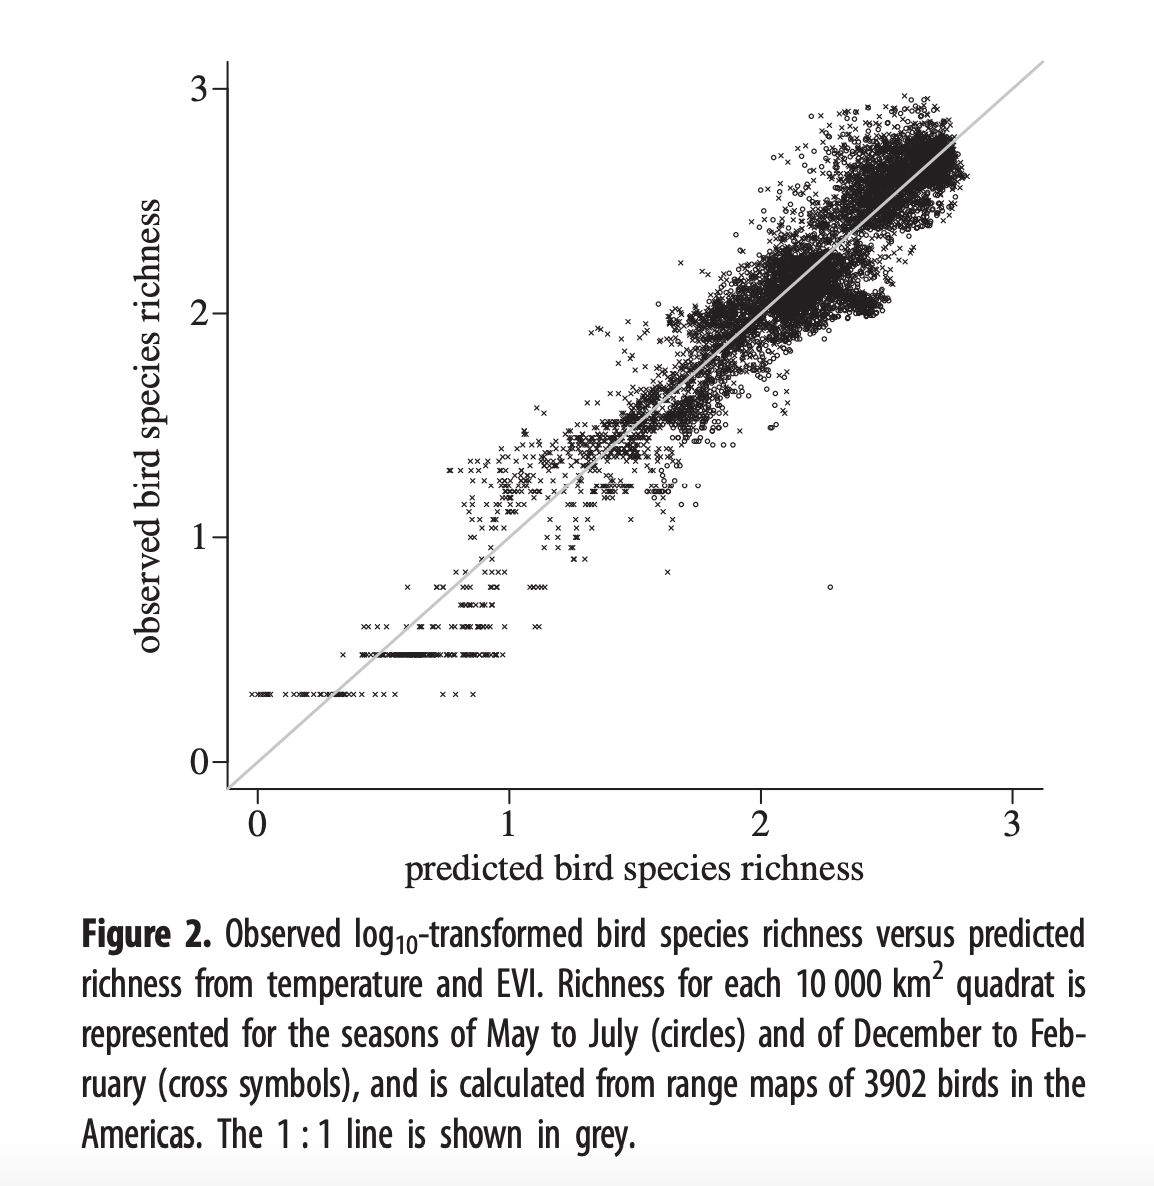 3
2
1
0
observed bird species richness
0 1 2 3
predicted bird species richness
Figure 2. Observed log10-transformed bird species richness versus predicted
richness from temperature and EVI. Richness for each 10 000 km2 quadrat is
represented for the seasons of May to July (circles) and of December to Feb-
ruary (cross symbols), and is calculated from range maps of 3902 birds in the
Americas. The 1 : 1 line is shown in grey.